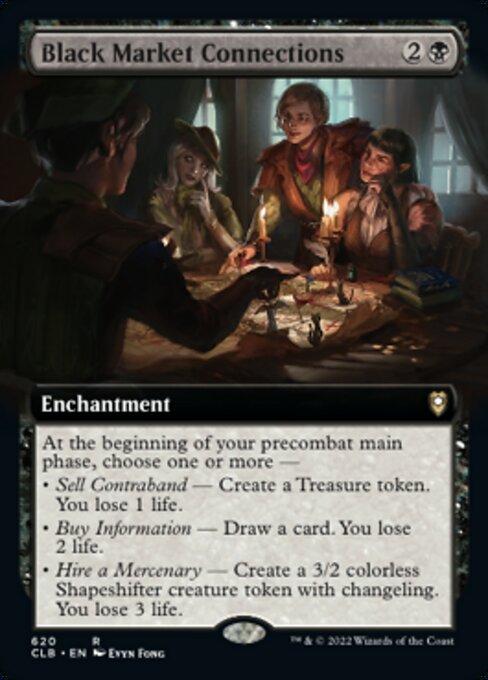 Black Market Connections 2
Enchantment
At the beginning of your precombat main
phase, choose one or more —
• Sell Contraband — Create a Treasure token.
You lose 1 life.
• Buy Information — Draw a card. You lose
2 life.
• Hire a Mercenary — Create a 3/2 colorless
Shapeshifter creature token with changeling.
You lose 3 life.
620 R
CLB • EN Evyn Fong
™ & © 2022 Wizards of the Coast